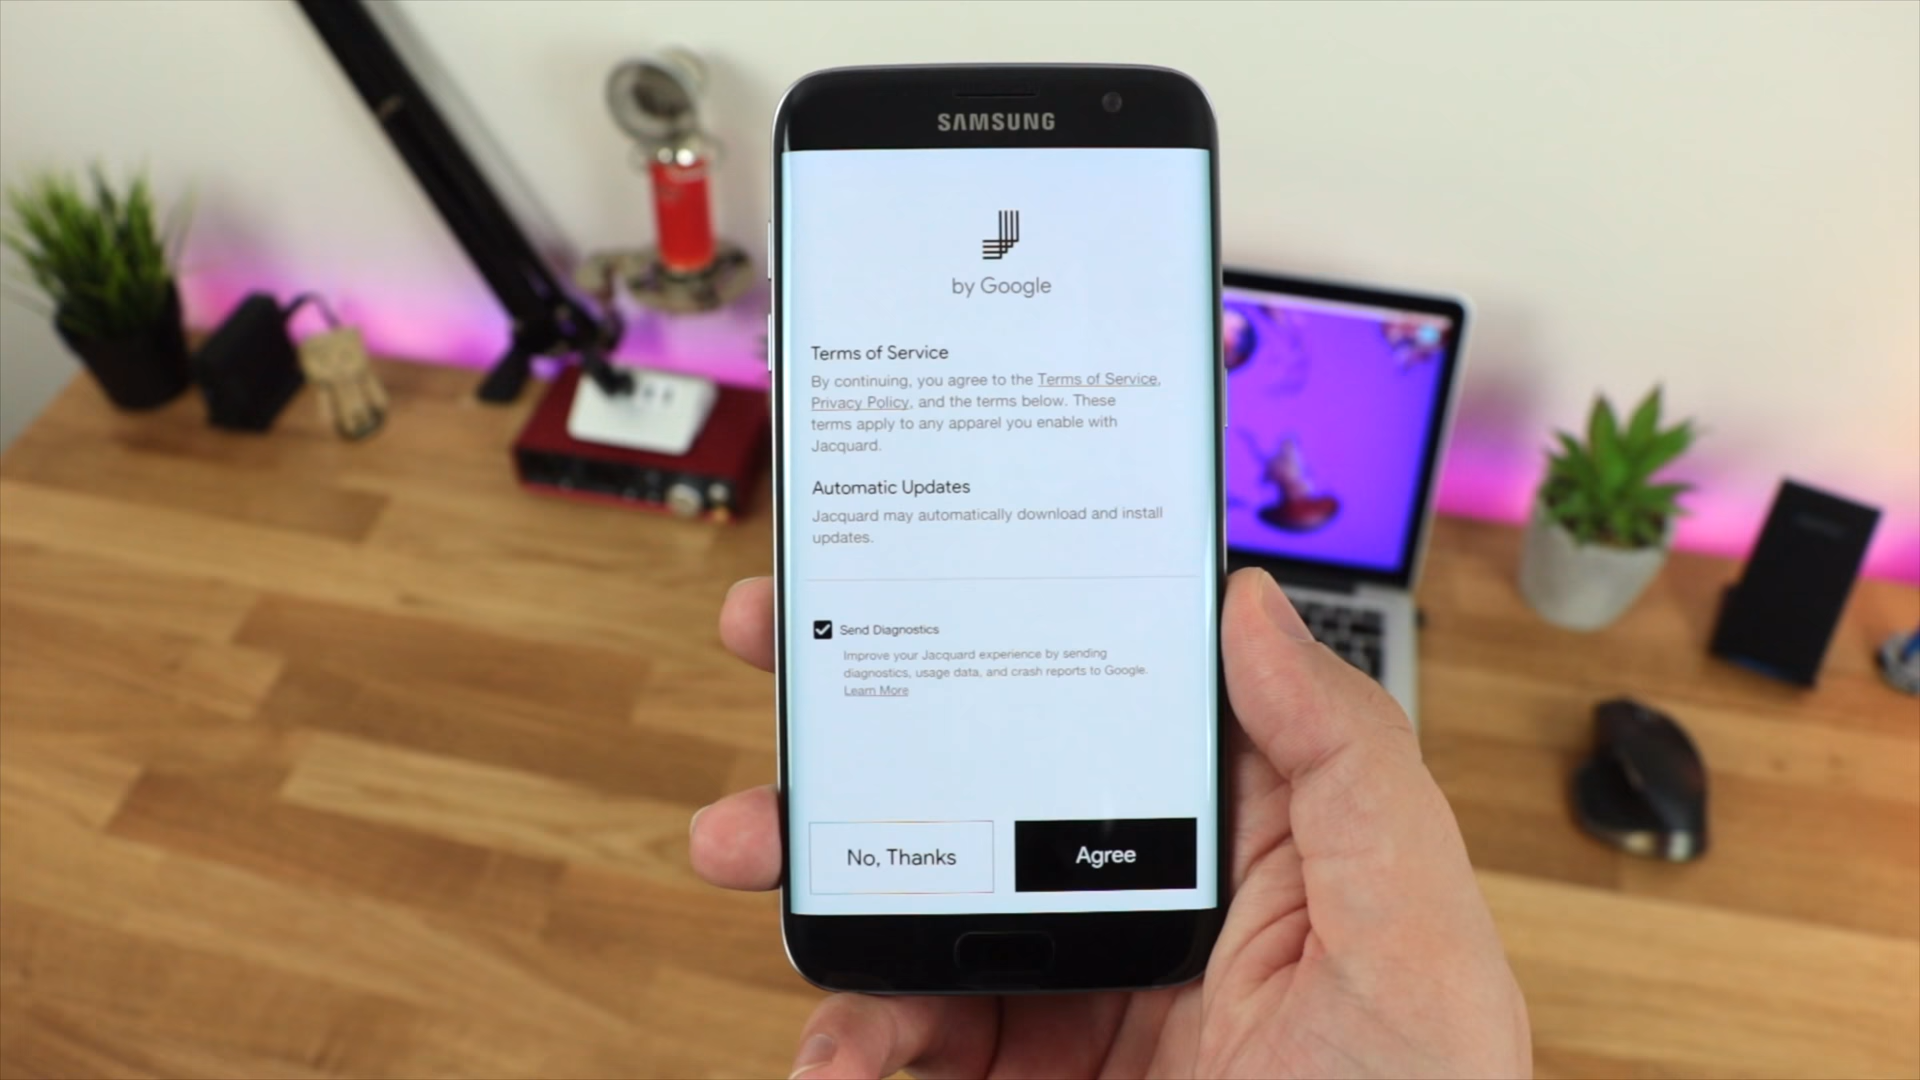 SAMSUNG
by Google
Terms of Service
By continuing, you agree to the Terms of Service,
Privacy Policy, and the terms below. These
terms apply to any apparel you enable with
Jacquard.
Automatic Updates
Jacquard may automatically download and install
updates.
Send Diagnostics
Improve your Jacquard experience by sending
diagnostics, usage data, and crash reports to Google.
Learn More
No, Thanks
Agree